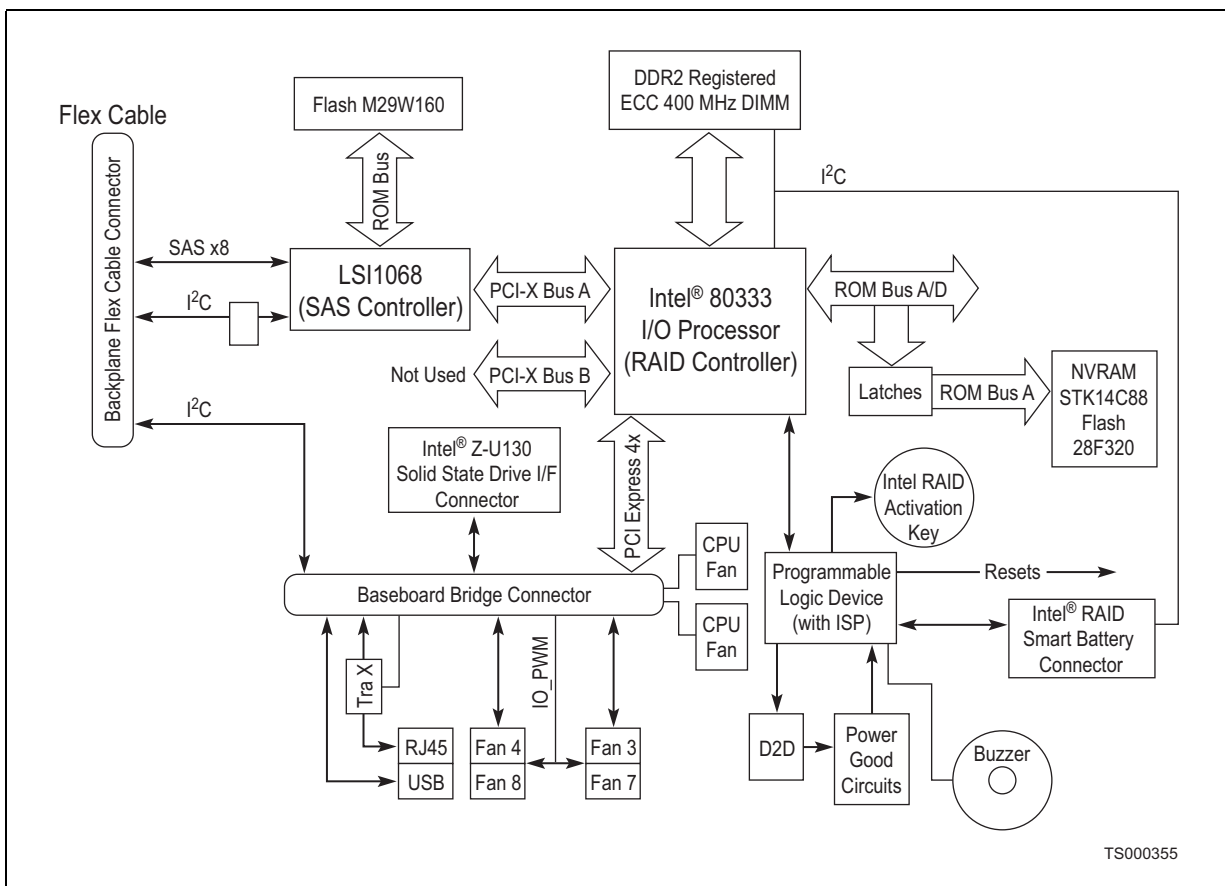 Flex Cable
Backplane Flex Cable Connector
Flash M29W160
ROM Bus
DDR2 Registered
ECC 400 MHz DIMM
I²C
SAS x8
I²C
I²C
LSI1068
(SAS Controller)
PCI-X Bus A
Not Used
PCI-X Bus B
Intel® 80333
I/O Processor
(RAID Controller)
ROM Bus A/D
Latches
ROM Bus A
NVRAM
STK14C88
Flash
28F320
Intel® Z-U130
Solid State Drive I/F
Connector
PCI Express 4x
Intel RAID
Activation
Key
CPU
Fan
CPU
Fan
Baseboard Bridge Connector
Programmable
Logic Device
(with ISP)
Resets
Intel® RAID
Smart Battery
Connector
Tra X
IO_PWM
RJ45
USB
Fan 4
Fan 8
Fan 3
Fan 7
D2D
Power
Good
Circuits
Buzzer
TS000355